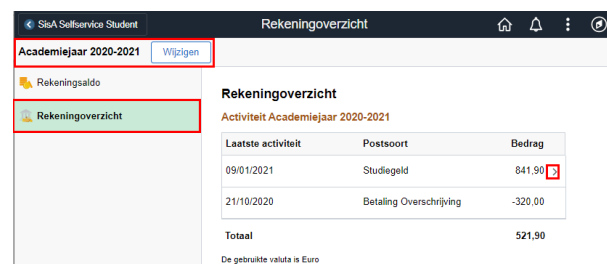 SisA Selfservice Student
Rekeningoverzicht
Academiejaar 2020-2021 Wijzigen
Rekeningsaldo
Rekeningoverzicht
Rekeningoverzicht
Activiteit Academiejaar 2020-2021
Laatste activiteit Postsoort Bedrag
09/01/2021 Studiegeld 841,90
21/10/2020 Betaling Overschrijving -320,00
Totaal 521,90
De gebruikte valuta is Euro